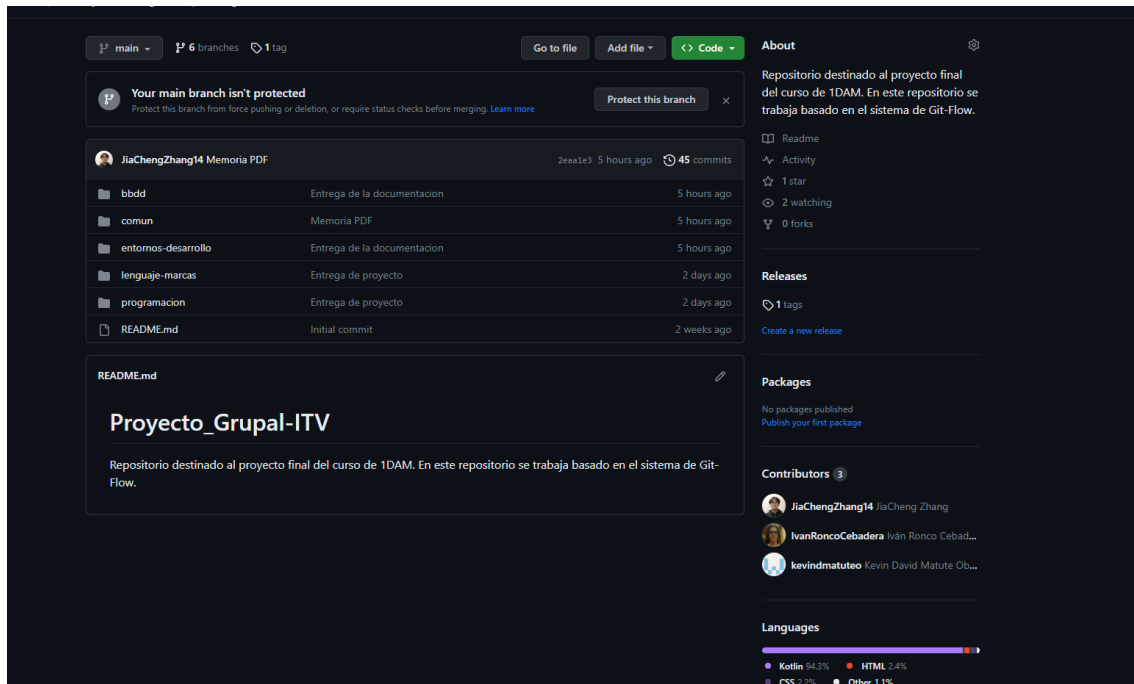 main
6 branches
1 tag
Go to file
Add file
<> Code
Your main branch isn't protected
Protect this branch from force pushing or deletion, or require status checks before merging. Learn more
Protect this branch
JiaChengZhang14 Memoria PDF
2eaa1e3 5 hours ago
45 commits
bbdd Entrega de la documentacion 5 hours ago
comun Memoria PDF 5 hours ago
entornos-desarrollo Entrega de la documentacion 5 hours ago
lenguaje-marcas Entrega de proyecto 2 days ago
programacion Entrega de proyecto 2 days ago
README.md Initial commit 2 weeks ago
README.md
Proyecto_Grupal-ITV
Repositorio destinado al proyecto final del curso de 1DAM. En este repositorio se trabaja basado en el sistema de Git-
Flow.
About
Repositorio destinado al proyecto final
del curso de 1DAM. En este repositorio se
trabaja basado en el sistema de Git-Flow.
Readme
Activity
1 star
2 watching
0 forks
Releases
1 tags
Create a new release
Packages
No packages published
Publish your first package
Contributors 3
JiaChengZhang14 JiaCheng Zhang
IvanRoncoCebadera Iván Ronco Cebad...
kevindmatuteo Kevin David Matute Ob...
Languages
Kotlin 94.3% HTML 2.4%
CSS 2.2% Other 1.1%